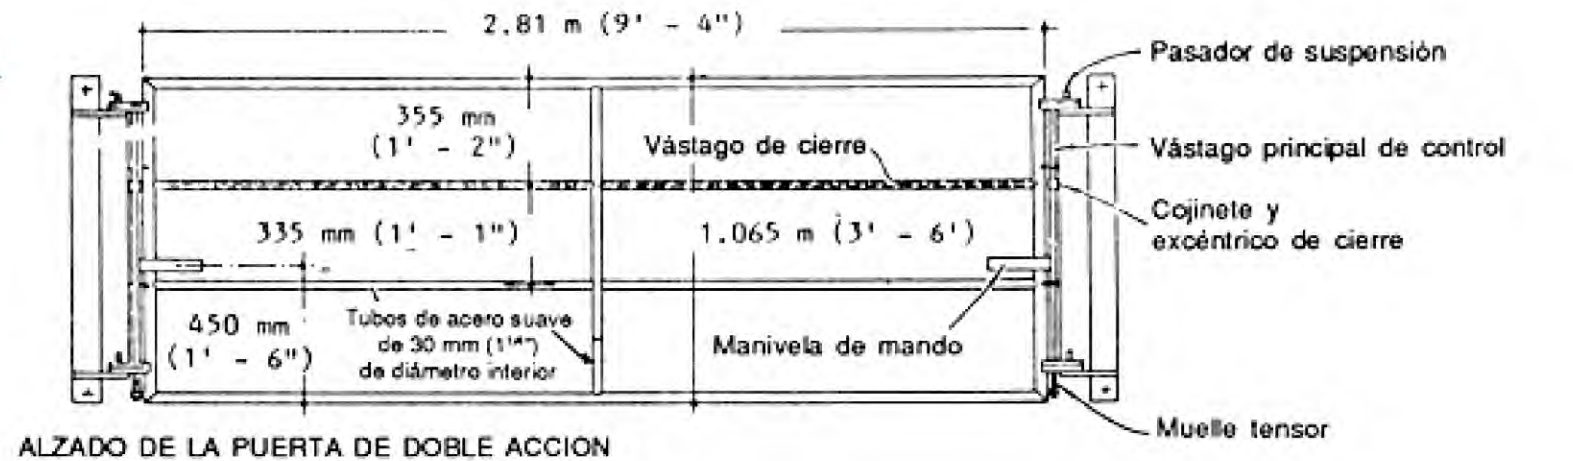 2.81 m (9' - 4")
Pasador de suspensión
355 mm
(1' - 2")
Vástago de cierre
Vástago principal de control
335 mm (1' - 1")
1.065 m (3' - 6')
Cojinete y
excéntrico de cierre
450 mm
(1' - 6")
Tubos de acero suave
de 30 mm (1¼")
de diámetro interior
Manivela de mando
Muelle tensor
ALZADO DE LA PUERTA DE DOBLE ACCION